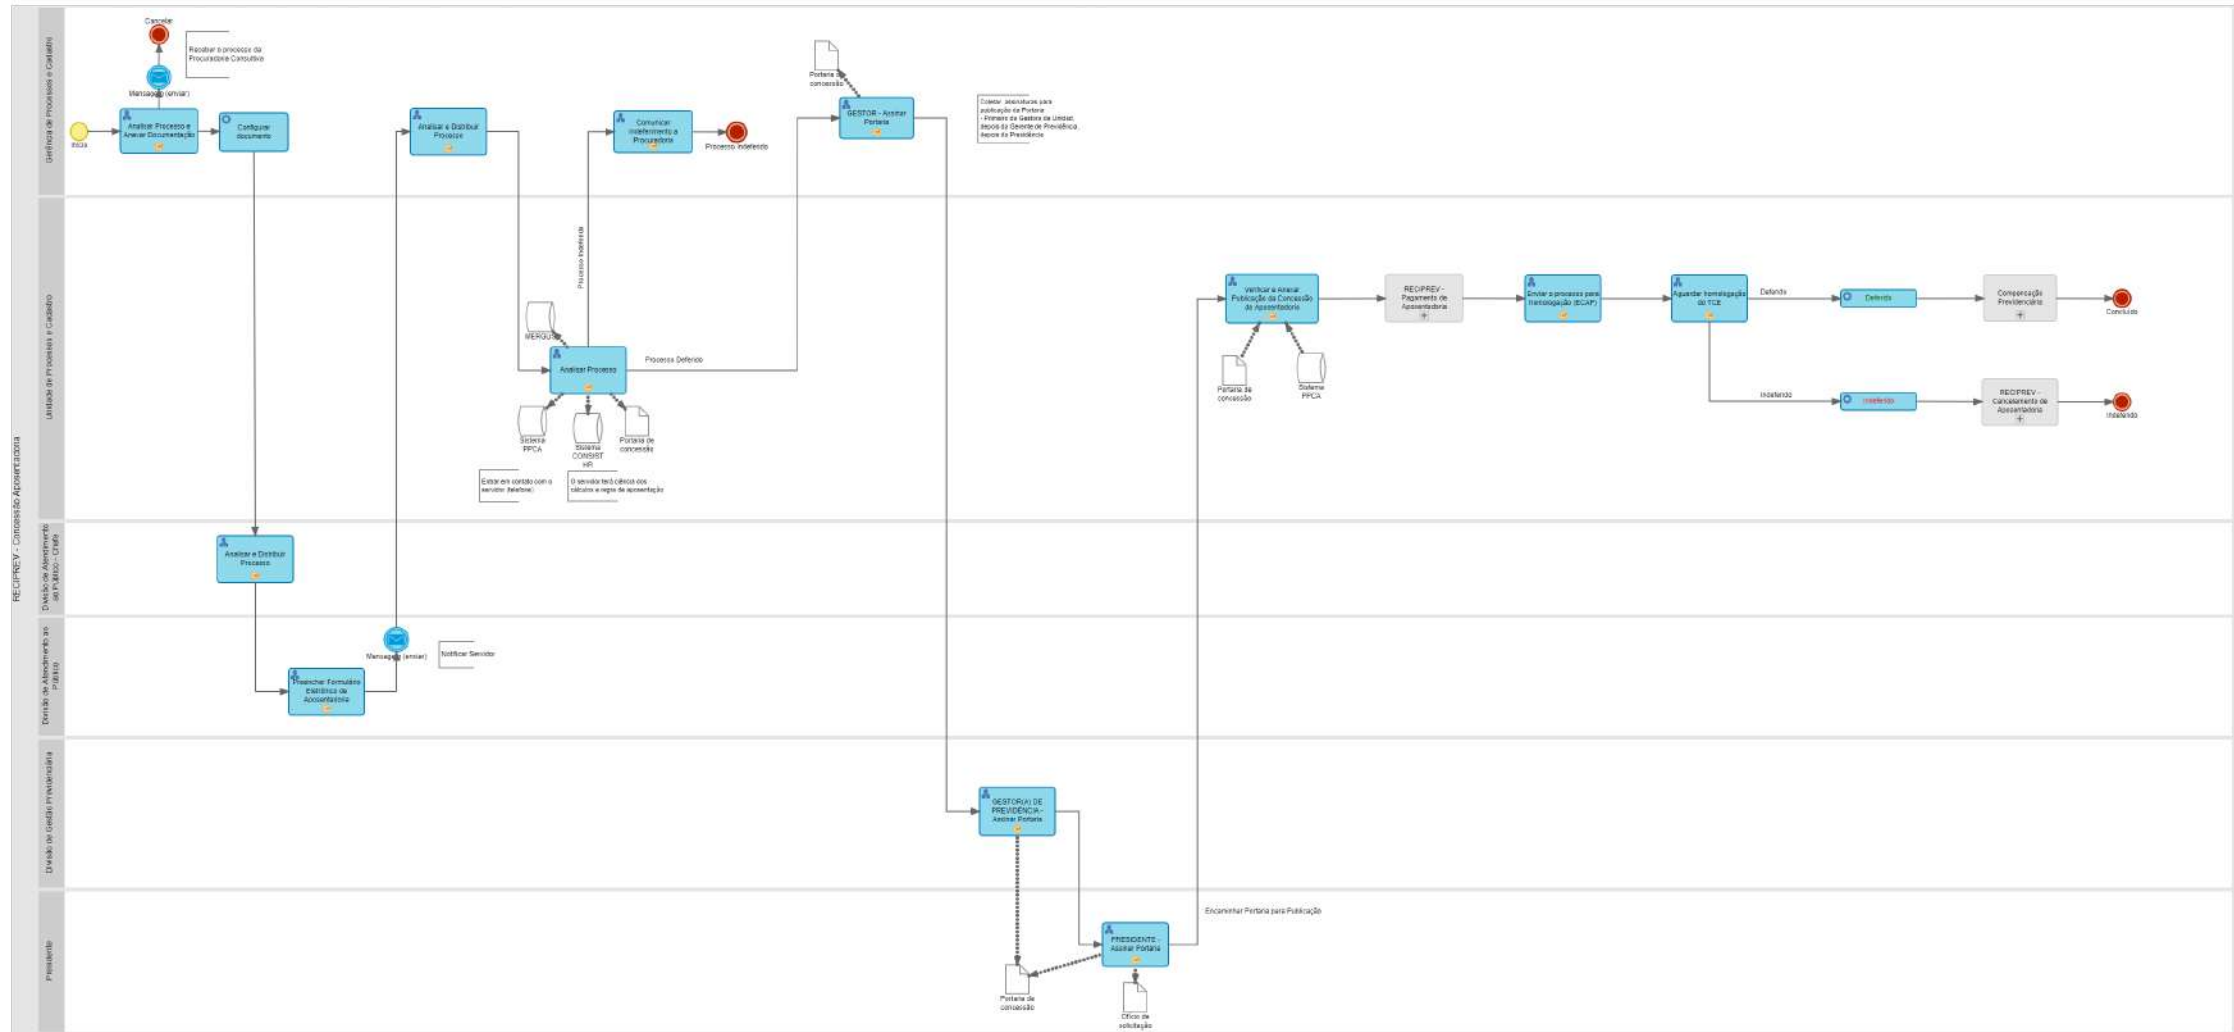 RECIPREV - Concessão Aposentadoria
Gerência de Processos e Cadastro
Cancelar
Receber o processo da
Procuradoria Consultiva
Mensagem (enviar)
Início
Analisar Processo e
Anexar Documentação
Configurar
documento
Analisar e Distribuir
Processo
Comunicar
Indeferimento a
Procuradoria
Processo Indeferido
Portaria de
concessão
GESTOR - Assinar
Portaria
Coletar assinaturas para
publicação da Portaria
- Primeiro da Gestora da Unidad,
depois da Gerente de Previdência,
depois da Presidência
Unidade de Processos e Cadastro
Processo Indeferido
MERGUS
Analisar Processo
Processo Deferido
Sistema
PPCA
Sistema
CONSIST
HR
Portaria de
concessão
Entrar em contato com o
servidor (telefone)
O servidor terá ciência dos
cálculos e regra de aposentação
Verificar e Anexar
Publicação da Concessão
de Aposentadoria
Portaria de
concessão
Sistema
PPCA
RECIPREV -
Pagamento de
Aposentadoria
Enviar o processo para
homologação (ECAP)
Aguardar homologação
do TCE
Deferido
Deferido
Compensação
Previdenciária
Concluído
Indeferido
Indeferido
RECIPREV -
Cancelamento de
Aposentadoria
Indeferido
Divisão de Atendimento
ao Público - Chefe
Analisar e Distribuir
Processo
Divisão de Atendimento ao
Público
Mensagem (enviar)
Notificar Servidor
Preencher Formulário
Eletrônico de
Aposentadoria
Divisão de Gestão Previdenciária
GESTOR(A) DE
PREVIDÊNCIA -
Assinar Portaria
Presidente
Encaminhar Portaria para Publicação
PRESIDENTE -
Assinar Portaria
Portaria de
concessão
Ofício de
solicitação